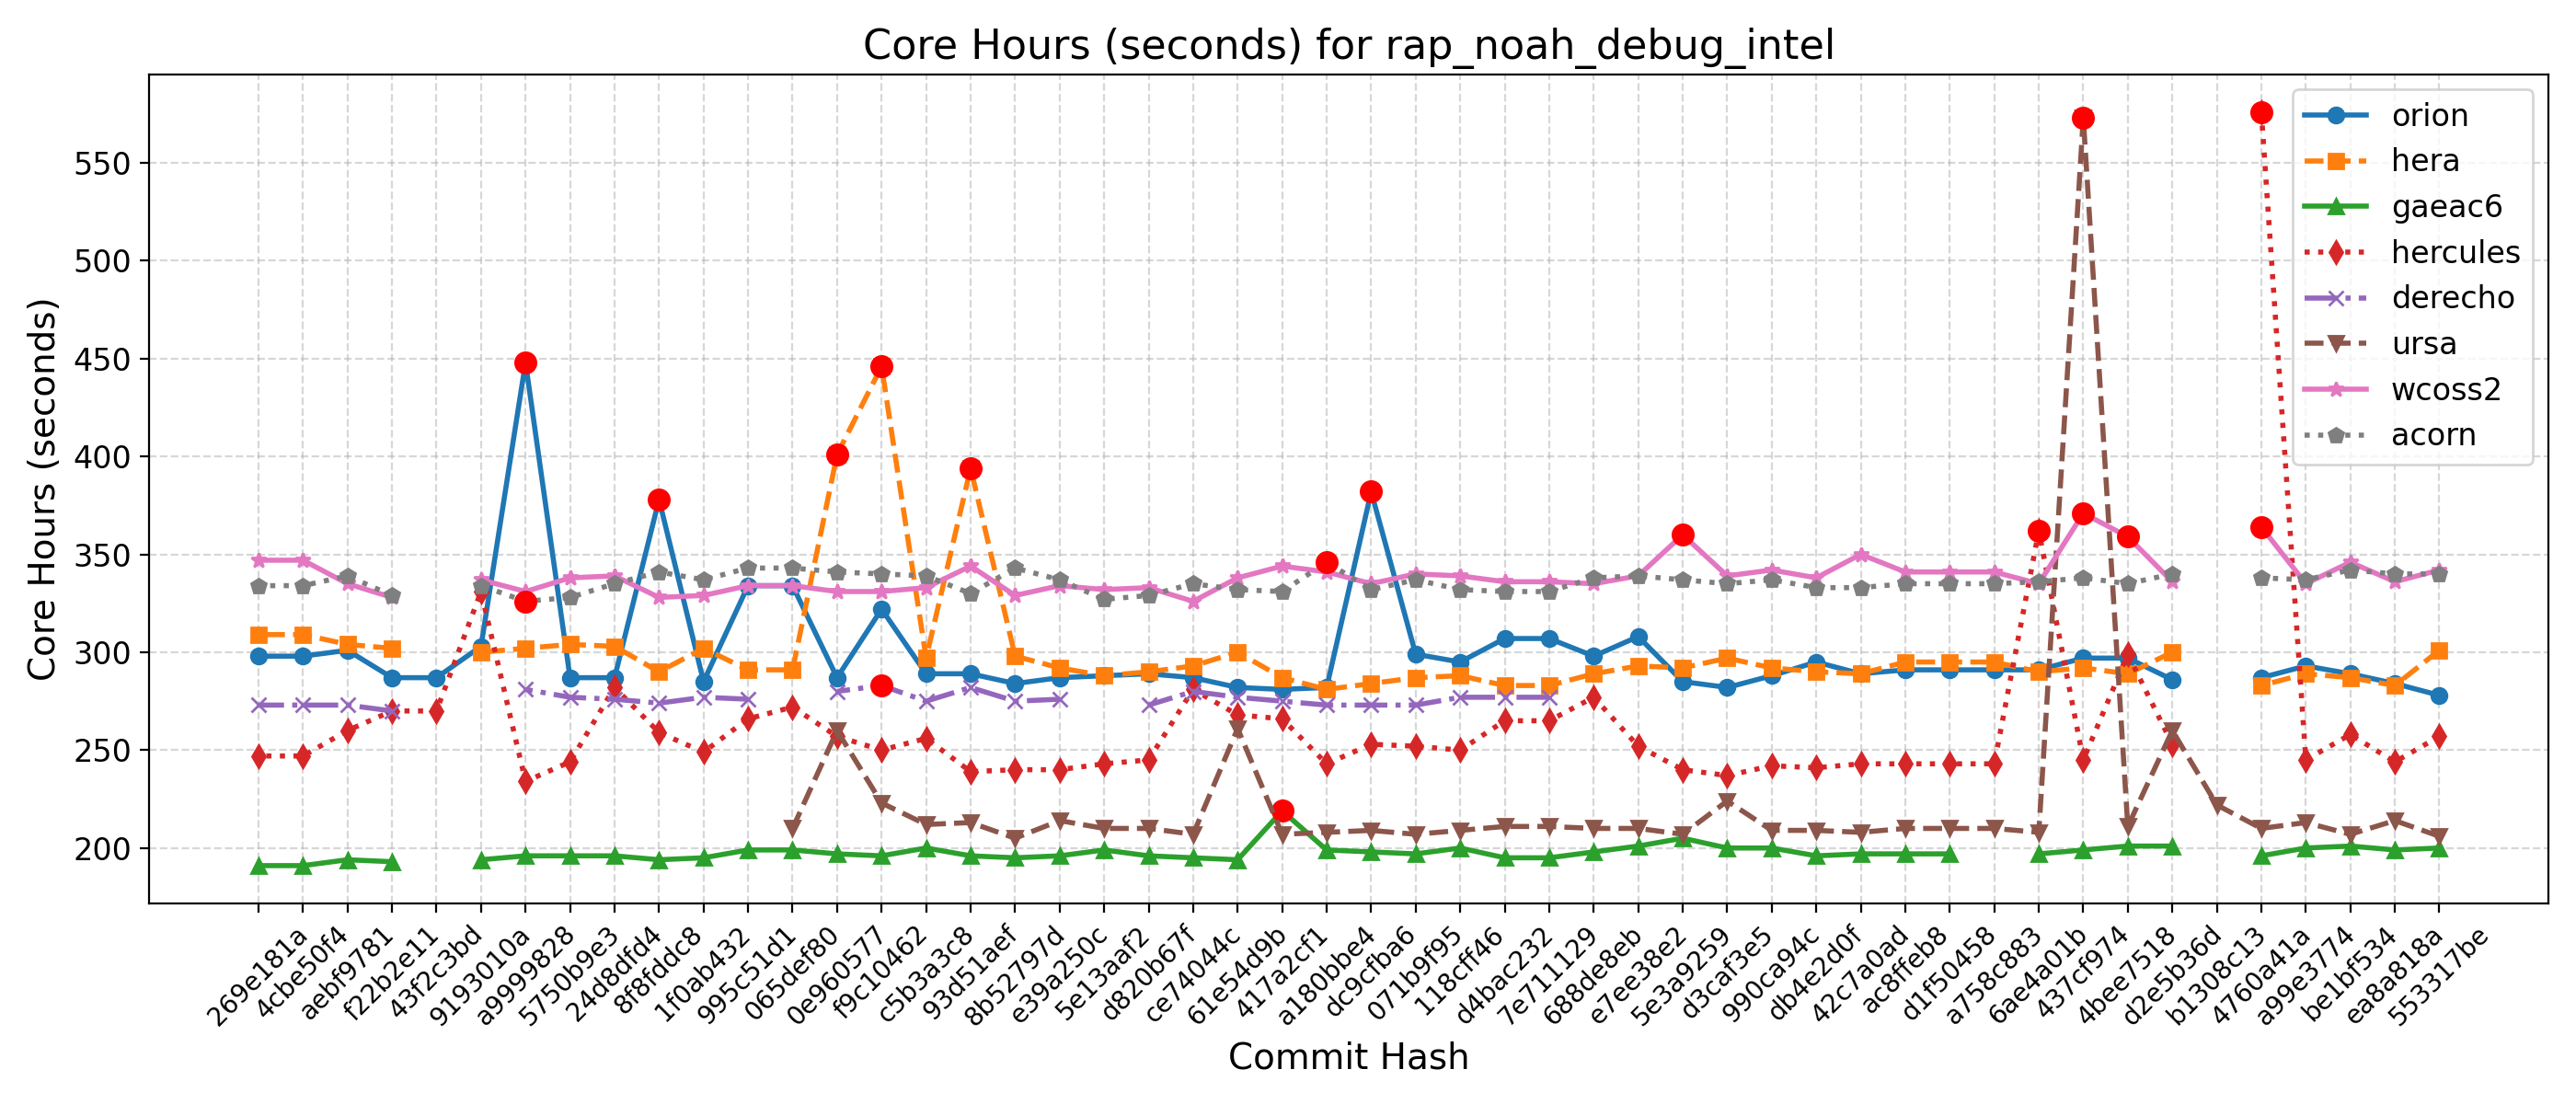 Core Hours (seconds) for rap_noah_debug_intel
Core Hours (seconds)
550
500
450
400
350
300
250
200
orion
hera
gaeac6
hercules
derecho
ursa
wcoss2
acorn
269e181a
4cbe50f4
aebf9781
f22b2e11
43f2c3bd
9193010a
a9999828
5750b9e3
24d8dfd4
8f8fddc8
1f0ab432
995c51d1
065def80
0e960577
f9c10462
c5b3a3c8
93d51aef
8b52797d
e39a250c
5e13aaf2
d820b67f
ce74044c
61e54d9b
417a2cf1
a180bbe4
dc9cfba6
071b9f95
118cff46
d4bac232
7e711129
688de8eb
e7ee38e2
5e3a9259
d3caf3e5
990ca94c
db4e2d0f
42c7a0ad
ac8ffeb8
d1f50458
a758c883
6ae4a01b
437cf974
4bee7518
d2e5b36d
b1308c13
4760a41a
a99e3774
be1bf534
ea8a818a
553317be
Commit Hash